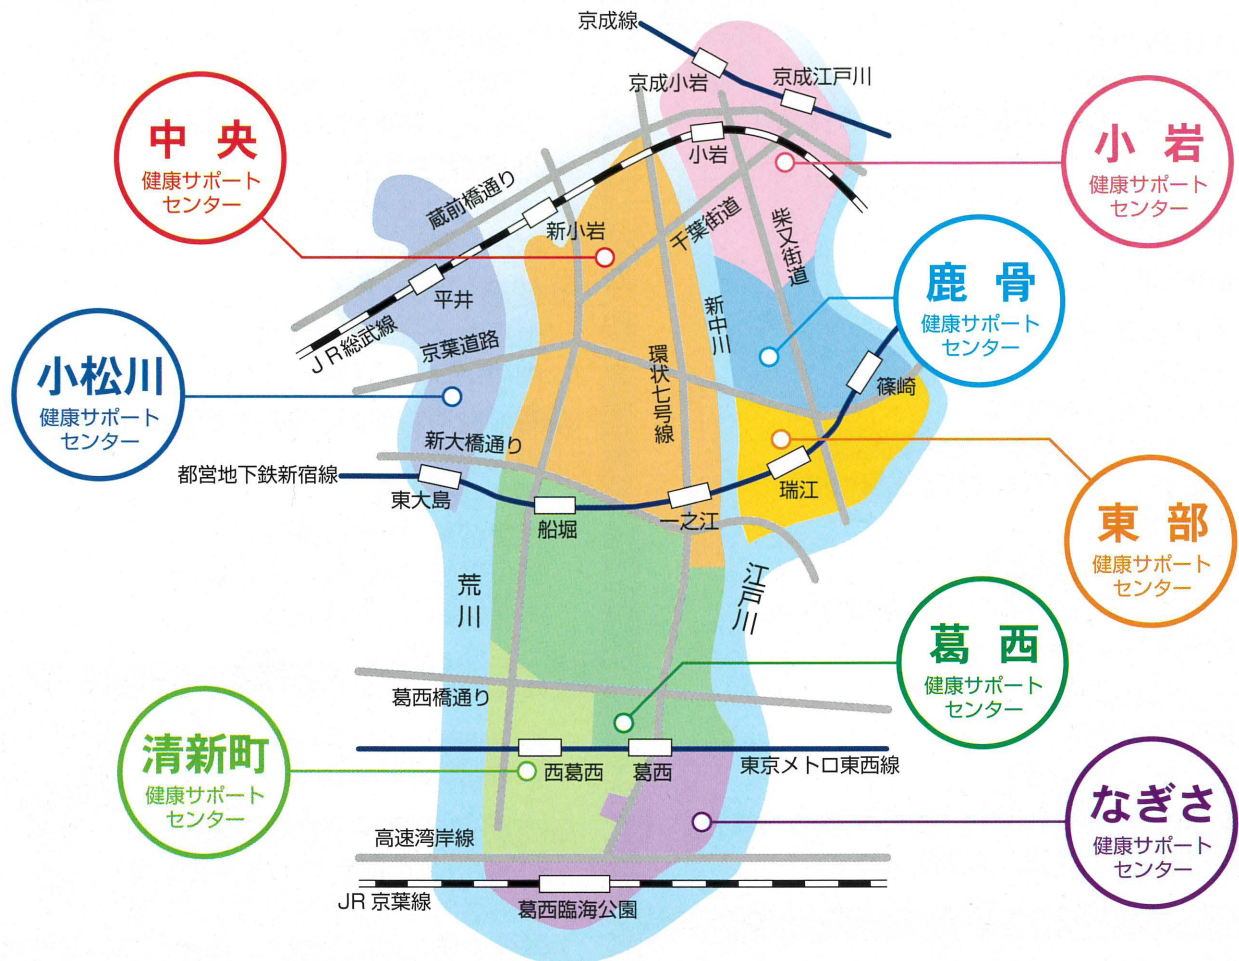 京成線
京成小岩
京成江戸川
中央
健康サポート
センター
小岩
健康サポート
センター
小岩
蔵前橋通り
新小岩
千葉街道
柴又街道
鹿骨
健康サポート
センター
平井
JR総武線
新中川
小松川
健康サポート
センター
京葉道路
環状七号線
篠崎
新大橋通り
都営地下鉄新宿線
東大島
船堀
一之江
瑞江
東部
健康サポート
センター
荒川
江戸川
葛西
健康サポート
センター
葛西橋通り
清新町
健康サポート
センター
西葛西
葛西
東京メトロ東西線
なぎさ
健康サポート
センター
高速湾岸線
JR京葉線
葛西臨海公園